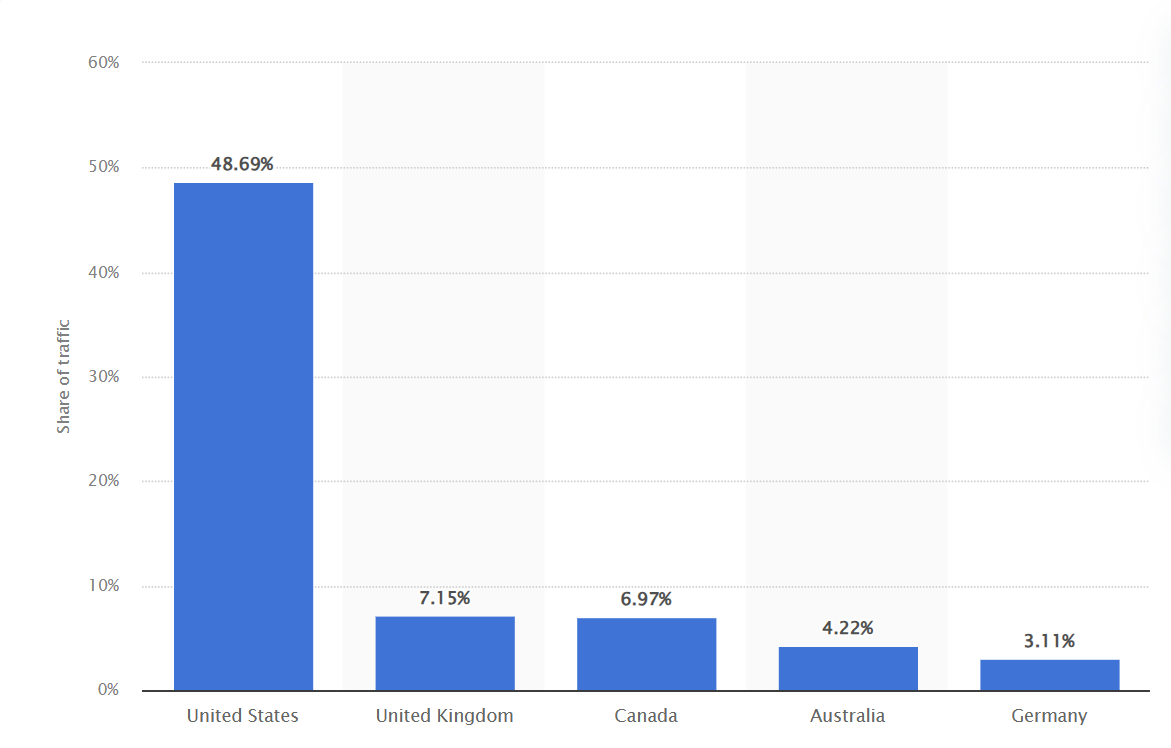 60%
50%
40%
30%
20%
10%
0%
Share of traffic
48.69%
7.15%
6.97%
4.22%
3.11%
United States
United Kingdom
Canada
Australia
Germany